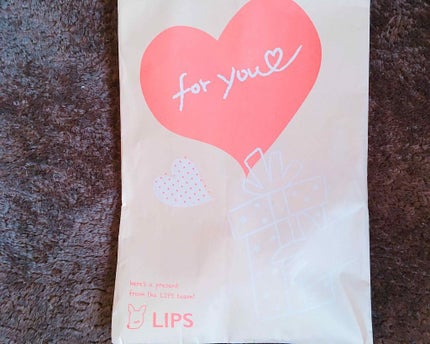 for you
here's a present
from the LIPS team!
LIPS